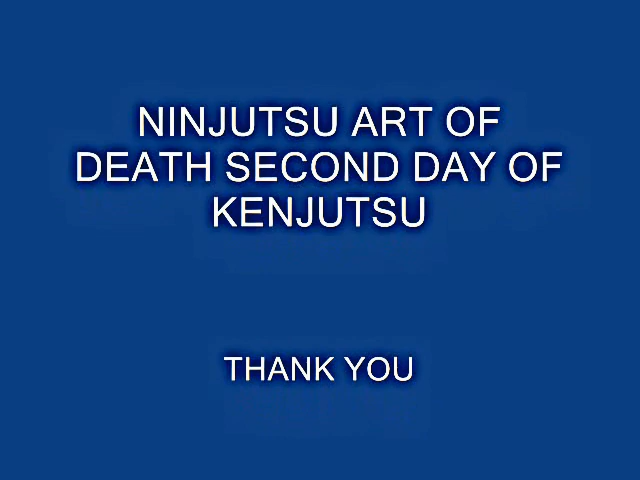 NINJUTSU ART OF
DEATH SECOND DAY OF
KENJUTSU
THANK YOU